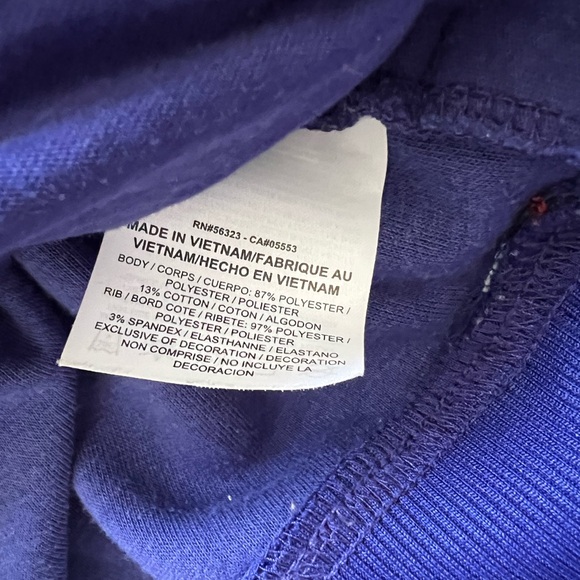 RN#56323 - CA#05553
MADE IN VIETNAM/FABRIQUE AU
VIETNAM/HECHO EN VIETNAM
BODY / CORPS / CUERPO: 87% POLYESTER /
POLYESTER / POLIESTER
13% COTTON / COTON / ALGODON
RIB / BORD COTE / RIBETE: 97% POLYESTER /
POLYESTER / POLIESTER
3% SPANDEX / ELASTHANNE / ELASTANO
EXCLUSIVE OF DECORATION / DECORATION
NON COMPRISE / NO INCLUYE LA
DECORACION